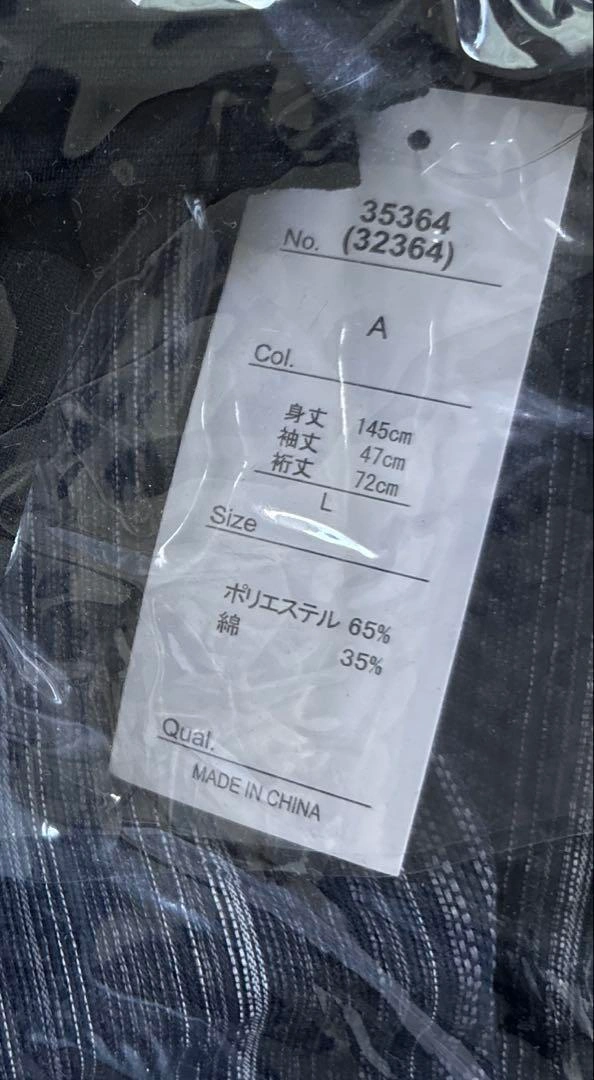 35364
No. (32364)
A
Col.
身丈 145cm
袖丈 47cm
裄丈 72cm
L
Size
ポリエステル 65%
綿 35%
Qual.
MADE IN CHINA